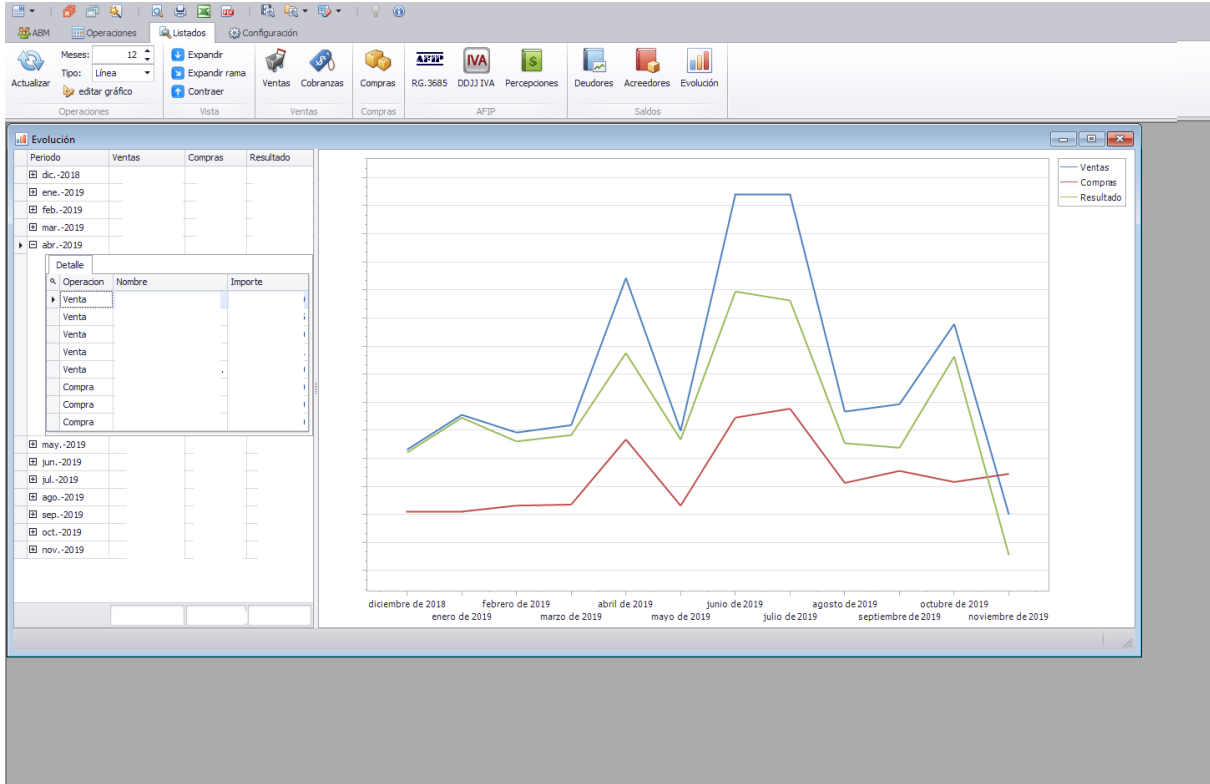 ABM Operaciones Listados Configuración
Actualizar
Meses: 12
Tipo: Línea
editar gráfico
Operaciones
Expandir
Expandir rama
Contraer
Vista
Ventas Cobranzas
Ventas
Compras
Compras
AFIP RG.3685
IVA DDJJ IVA
Percepciones
AFIP
Deudores Acreedores Evolución
Saldos
Evolución
Periodo Ventas Compras Resultado
dic.-2018
ene.-2019
feb.-2019
mar.-2019
abr.-2019
Detalle
Operacion Nombre Importe
Venta
Venta
Venta
Venta
Venta
Compra
Compra
Compra
may.-2019
jun.-2019
jul.-2019
ago.-2019
sep.-2019
oct.-2019
nov.-2019
Ventas
Compras
Resultado
diciembre de 2018 febrero de 2019 abril de 2019 junio de 2019 agosto de 2019 octubre de 2019
enero de 2019 marzo de 2019 mayo de 2019 julio de 2019 septiembre de 2019 noviembre de 2019